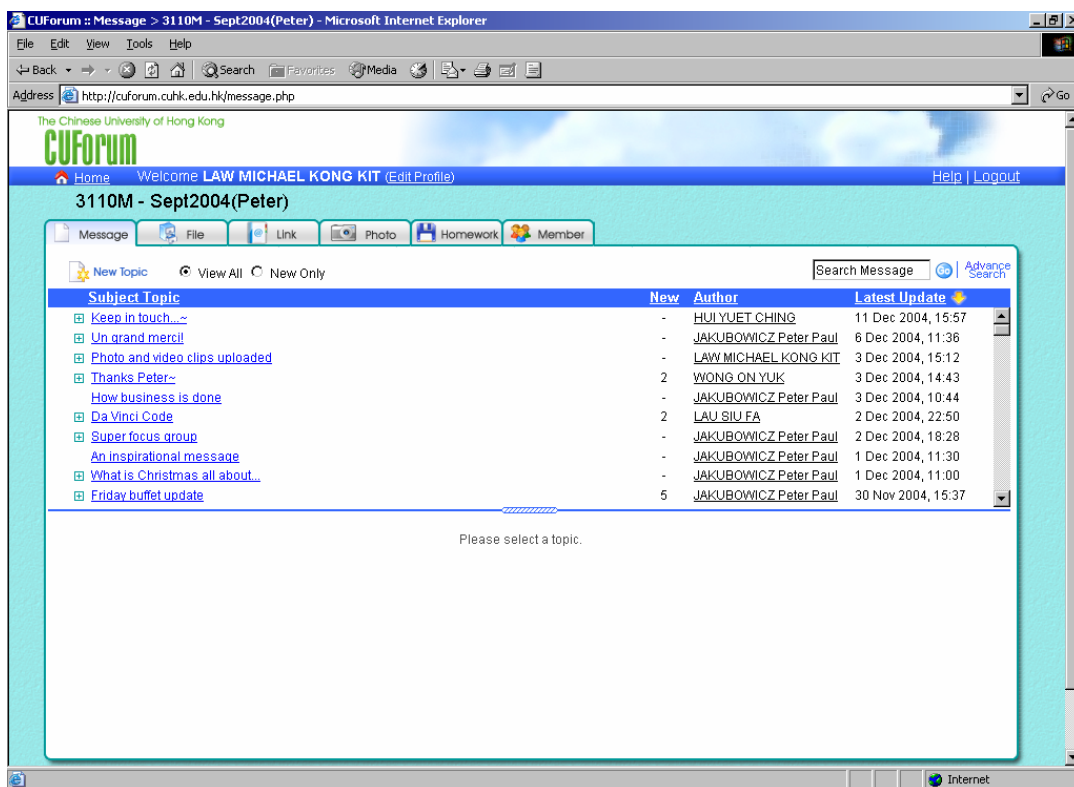 CUForum :: Message > 3110M - Sept2004(Peter) - Microsoft Internet Explorer
File Edit View Tools Help
Back Search Favorites Media
Address http://cuforum.cuhk.edu.hk/message.php Go
The Chinese University of Hong Kong
CUForum
Home Welcome LAW MICHAEL KONG KIT (Edit Profile) Help | Logout
3110M - Sept2004(Peter)
Message File Link Photo Homework Member
New Topic View All New Only Search Message Go | Advance Search
Subject Topic New Author Latest Update
Keep in touch...~ - HUI YUET CHING 11 Dec 2004, 15:57
Un grand merci! - JAKUBOWICZ Peter Paul 6 Dec 2004, 11:36
Photo and video clips uploaded - LAW MICHAEL KONG KIT 3 Dec 2004, 15:12
Thanks Peter~ 2 WONG ON YUK 3 Dec 2004, 14:43
How business is done - JAKUBOWICZ Peter Paul 3 Dec 2004, 10:44
Da Vinci Code 2 LAU SIU FA 2 Dec 2004, 22:50
Super focus group - JAKUBOWICZ Peter Paul 2 Dec 2004, 18:28
An inspirational message - JAKUBOWICZ Peter Paul 1 Dec 2004, 11:30
What is Christmas all about... - JAKUBOWICZ Peter Paul 1 Dec 2004, 11:00
Friday buffet update 5 JAKUBOWICZ Peter Paul 30 Nov 2004, 15:37
Please select a topic.
Internet